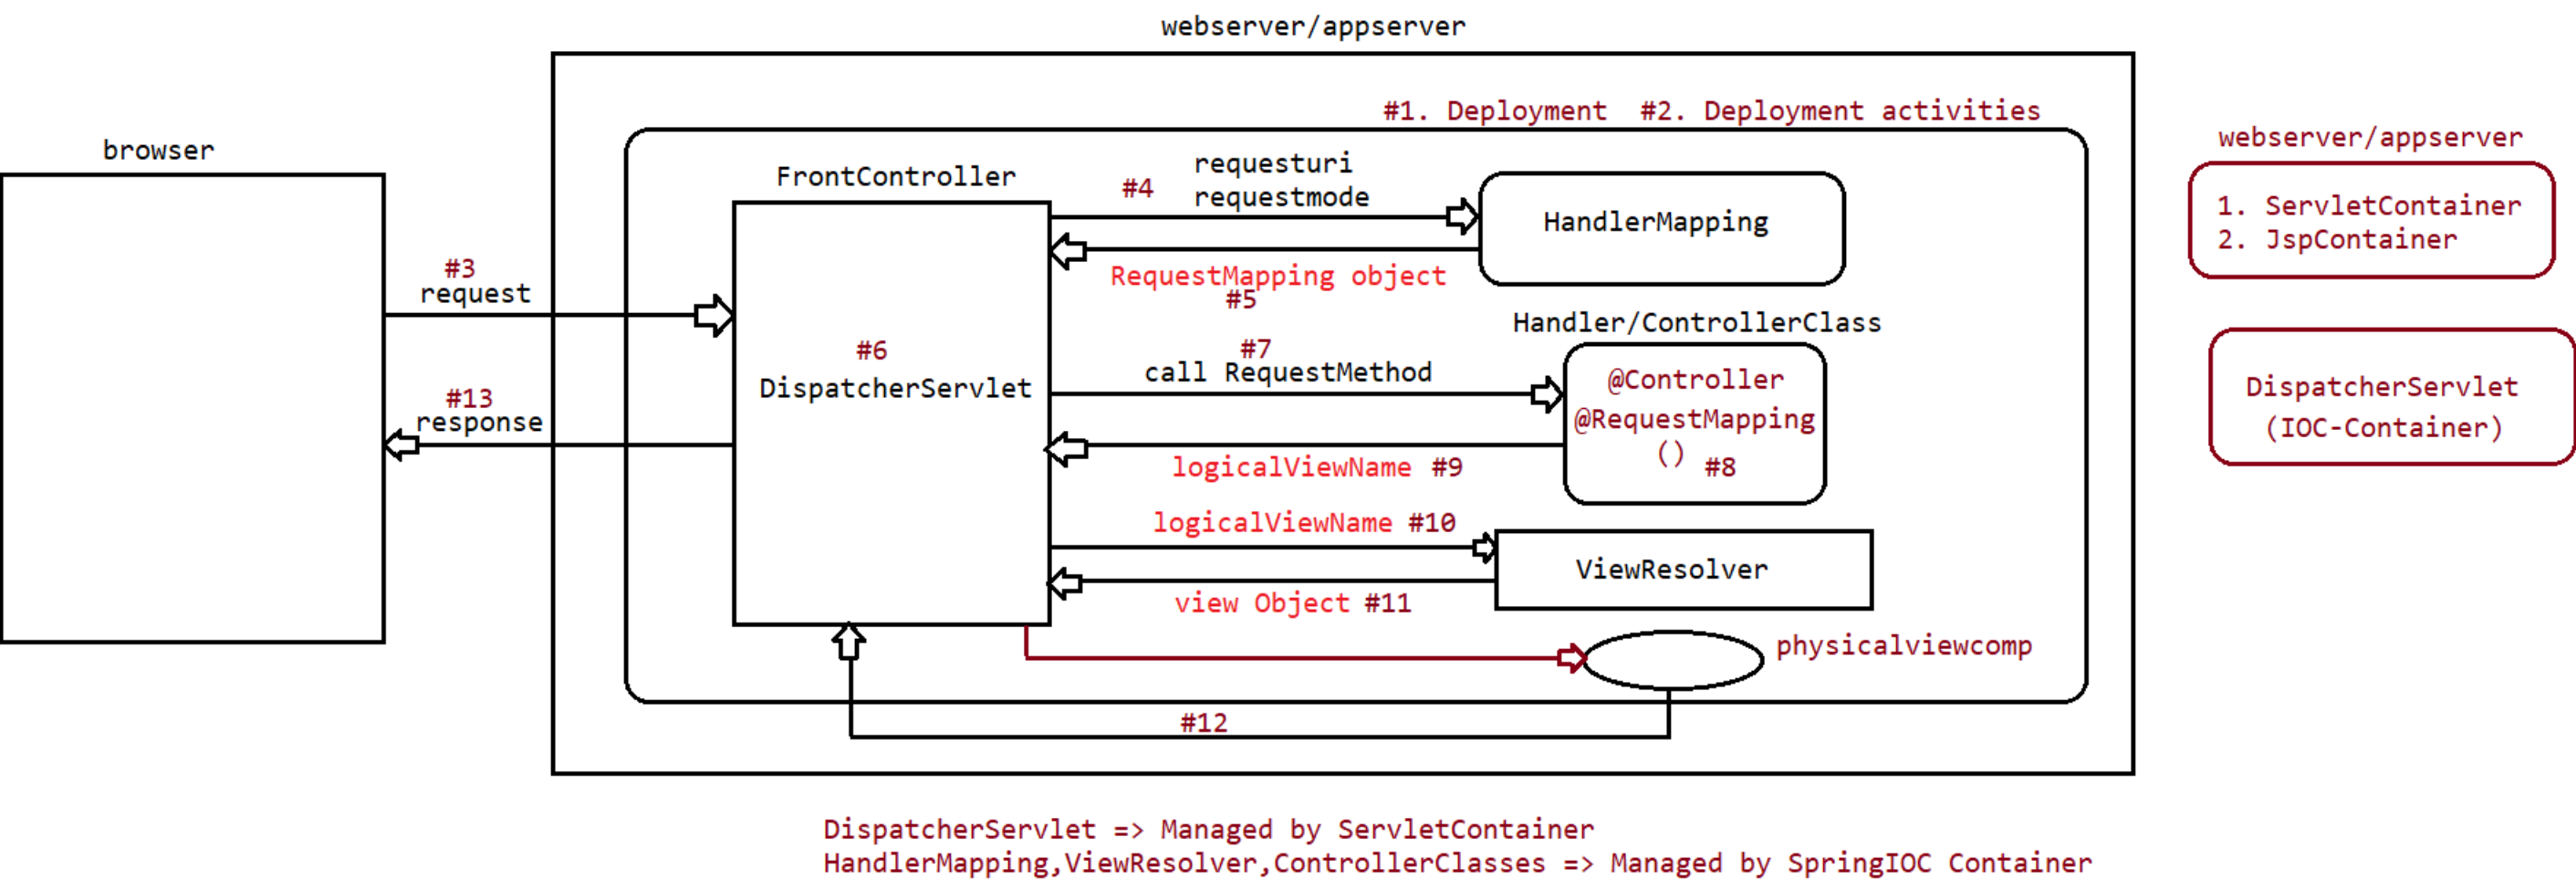 webserver/appserver
#1. Deployment  #2. Deployment activities
browser
webserver/appserver
FrontController
#4
requesturi
requestmode
HandlerMapping
1. ServletContainer
2. JspContainer
RequestMapping object
#5
#3
request
Handler/ControllerClass
#6
DispatcherServlet
#7
call RequestMethod
@Controller
@RequestMapping
() #8
DispatcherServlet
(IOC-Container)
#13
response
logicalViewName #9
logicalViewName #10
ViewResolver
view Object #11
physicalviewcomp
#12
DispatcherServlet => Managed by ServletContainer
HandlerMapping,ViewResolver,ControllerClasses => Managed by SpringIOC Container